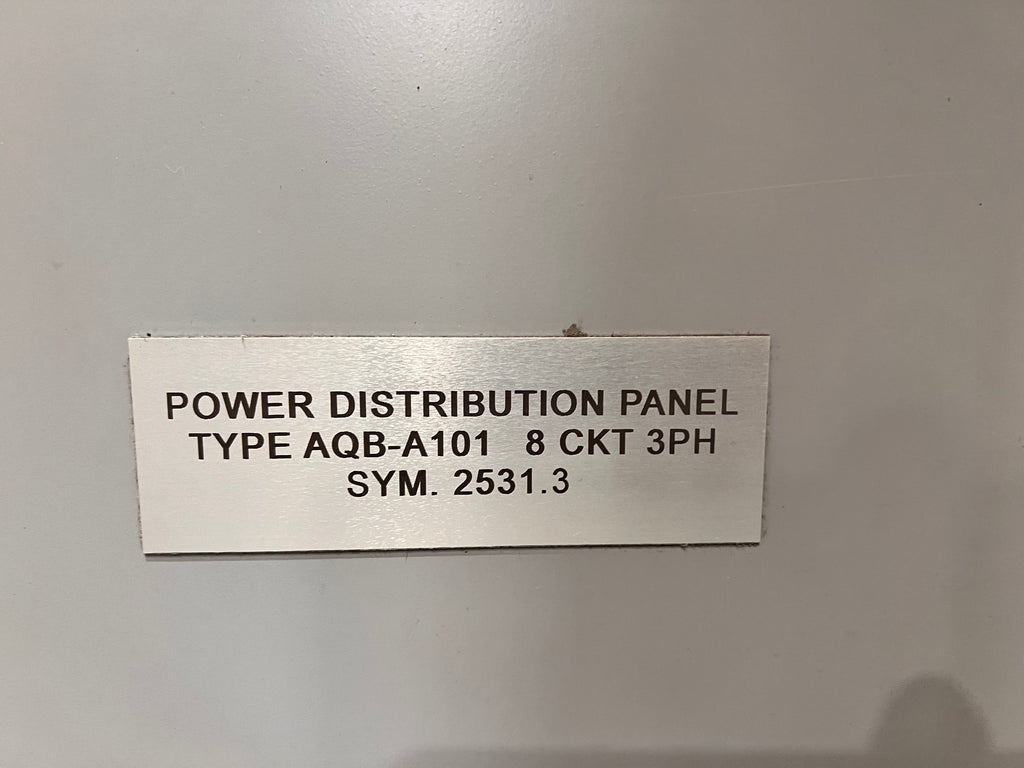 POWER DISTRIBUTION PANEL
TYPE AQB-A101 8 CKT 3PH
SYM. 2531.3